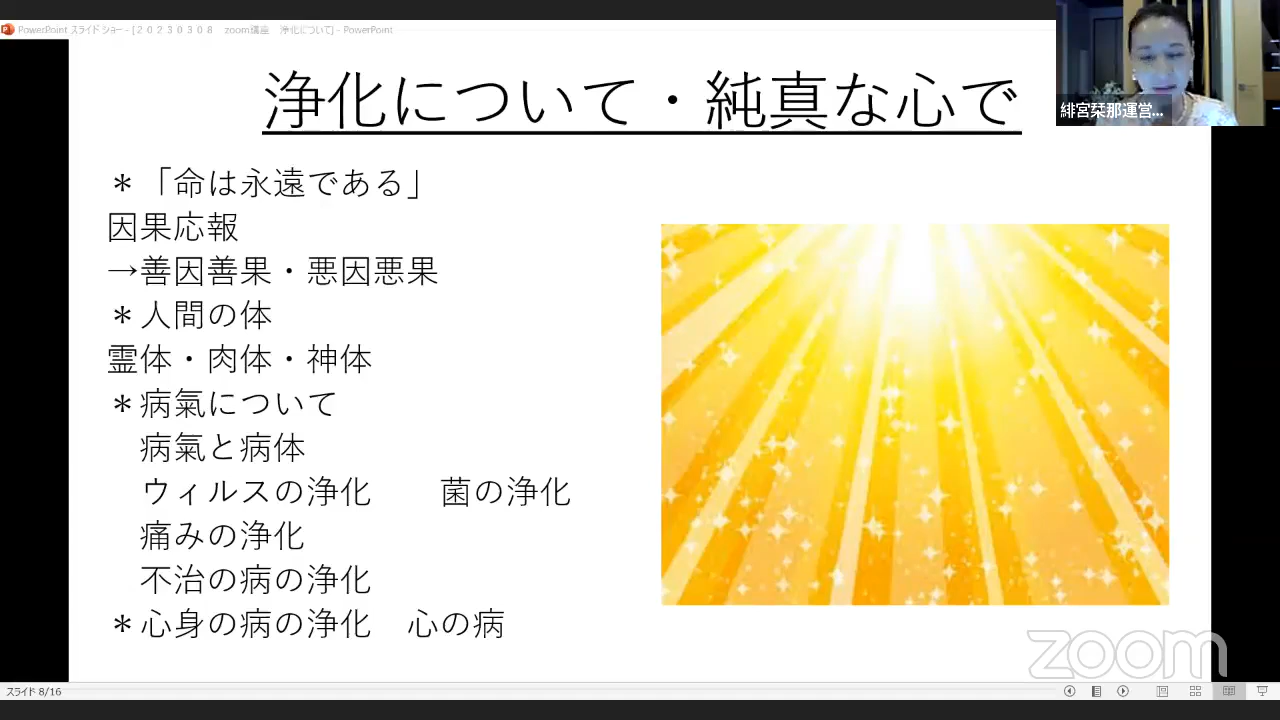 PowerPoint スライド ショー - [２０２３０３０８　zoom講座　浄化について] - PowerPoint
緋宮栞那運営...
浄化について・純真な心で
＊「命は永遠である」
因果応報
→善因善果・悪因悪果
＊人間の体
霊体・肉体・神体
＊病氣について
病氣と病体
ウィルスの浄化　　菌の浄化
痛みの浄化
不治の病の浄化
＊心身の病の浄化　心の病
zoom
スライド 8/16